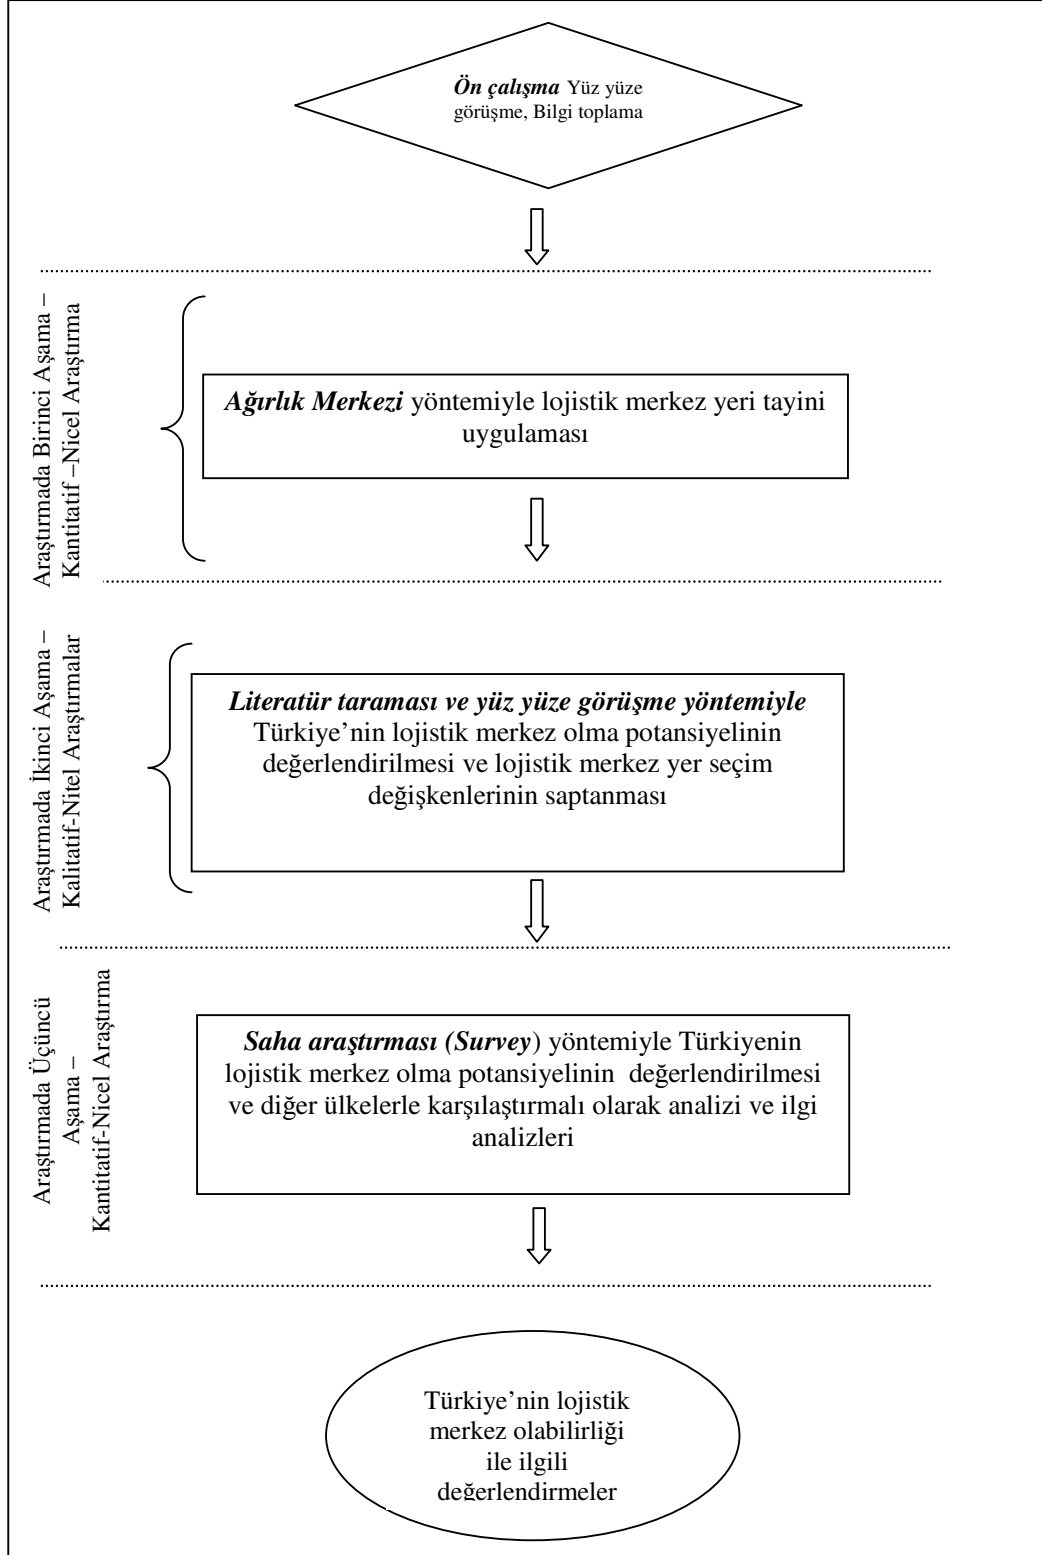 Ön çalışma Yüz yüze
görüşme, Bilgi toplama
Araştırmada Birinci Aşama –
Kantitatif –Nicel Araştırma
Ağırlık Merkezi yöntemiyle lojistik merkez yeri tayini
uygulaması
Araştırmada İkinci Aşama –
Kalitatif-Nitel Araştırmalar
Literatür taraması ve yüz yüze görüşme yöntemiyle
Türkiye’nin lojistik merkez olma potansiyelinin
değerlendirilmesi ve lojistik merkez yer seçim
değişkenlerinin saptanması
Araştırmada Üçüncü
Aşama –
Kantitatif-Nicel Araştırma
Saha araştırması (Survey) yöntemiyle Türkiyenin
lojistik merkez olma potansiyelinin değerlendirilmesi
ve diğer ülkelerle karşılaştırmalı olarak analizi ve ilgi
analizleri
Türkiye’nin lojistik
merkez olabilirliği
ile ilgili
değerlendirmeler